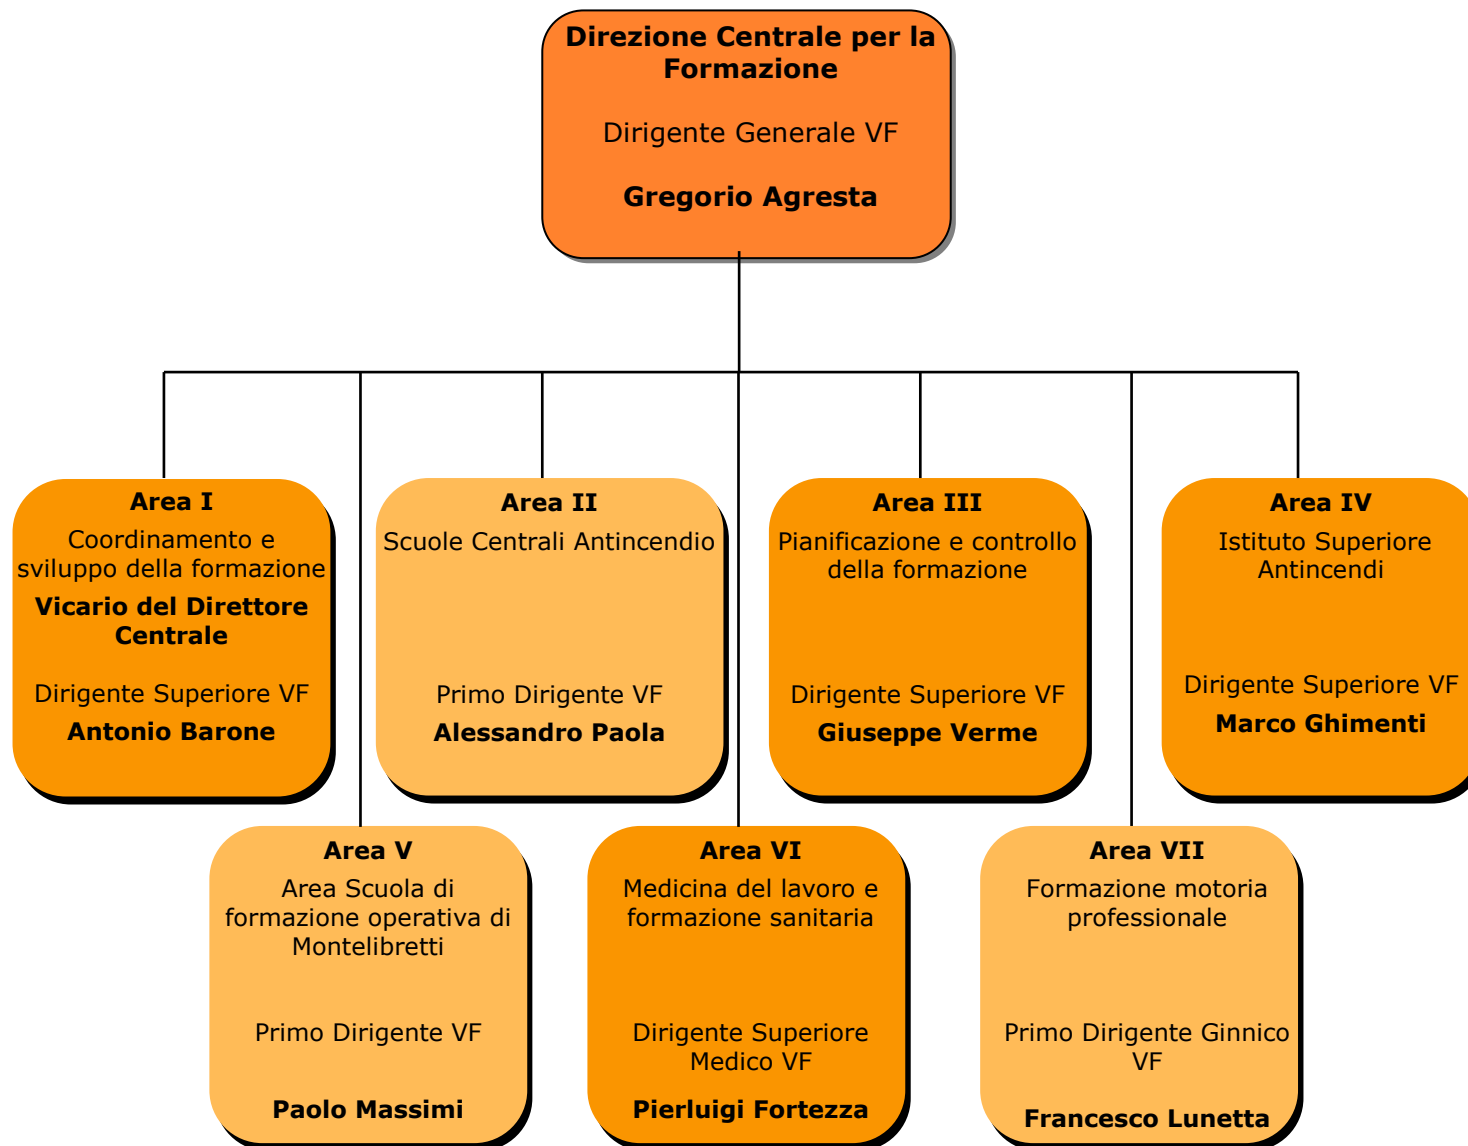 Direzione Centrale per la
Formazione
Dirigente Generale VF
Gregorio Agresta
Area I
Coordinamento e
sviluppo della formazione
Vicario del Direttore
Centrale
Dirigente Superiore VF
Antonio Barone
Area II
Scuole Centrali Antincendio
Primo Dirigente VF
Alessandro Paola
Area III
Pianificazione e controllo
della formazione
Dirigente Superiore VF
Giuseppe Verme
Area IV
Istituto Superiore
Antincendi
Dirigente Superiore VF
Marco Ghimenti
Area V
Area Scuola di
formazione operativa di
Montelibretti
Primo Dirigente VF
Paolo Massimi
Area VI
Medicina del lavoro e
formazione sanitaria
Dirigente Superiore
Medico VF
Pierluigi Fortezza
Area VII
Formazione motoria
professionale
Primo Dirigente Ginnico
VF
Francesco Lunetta